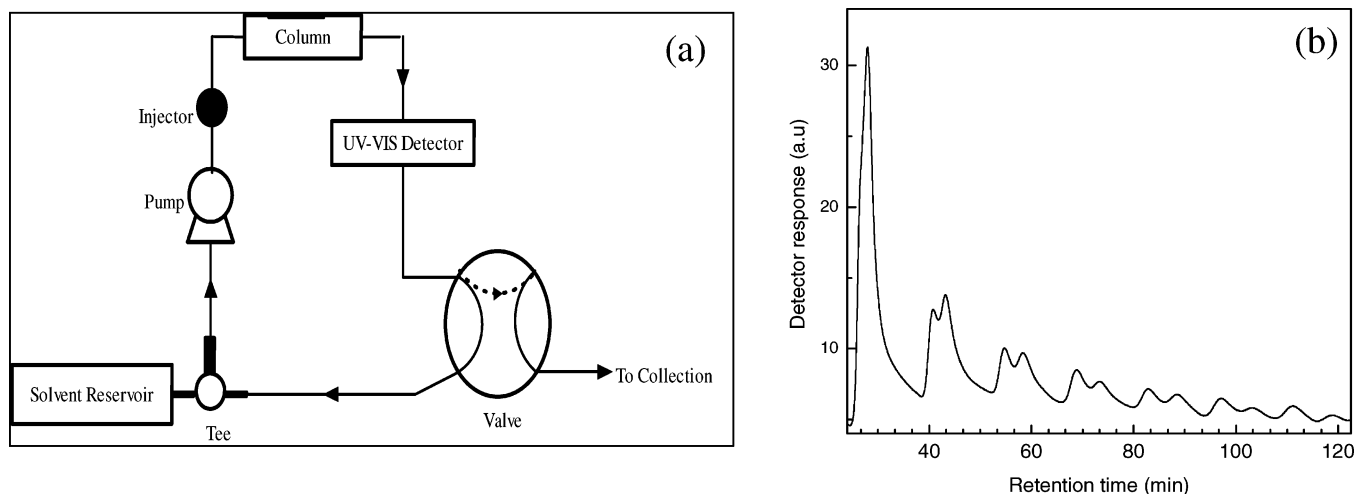 Column
(a)
Injector
UV-VIS Detector
Pump
Solvent Reservoir
To Collection
Tee
Valve
(b)
30
20
10
Detector response (a.u)
40
60
80
100
120
Retention time (min)